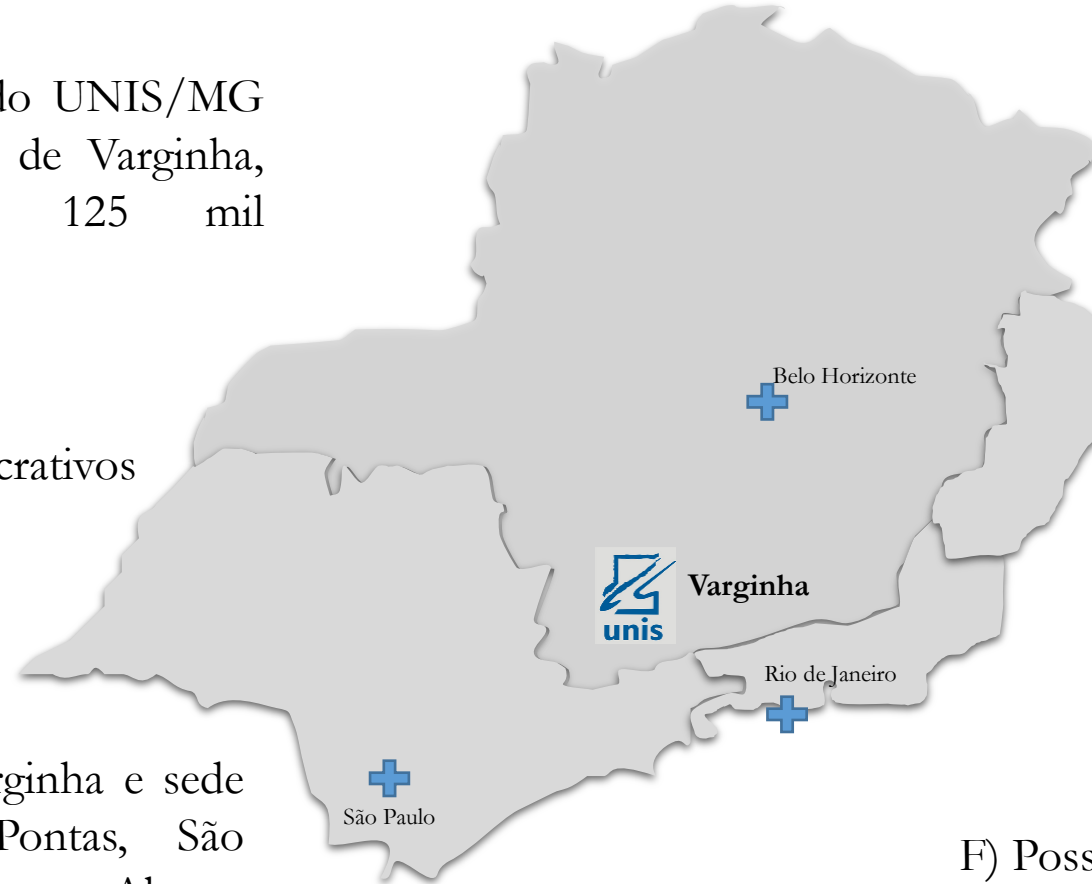 do UNIS/MG
de Varginha,
125 mil
crativos
Belo Horizonte
unis
Varginha
Rio de Janeiro
São Paulo
rginha e sede
Pontas, São
F) Poss